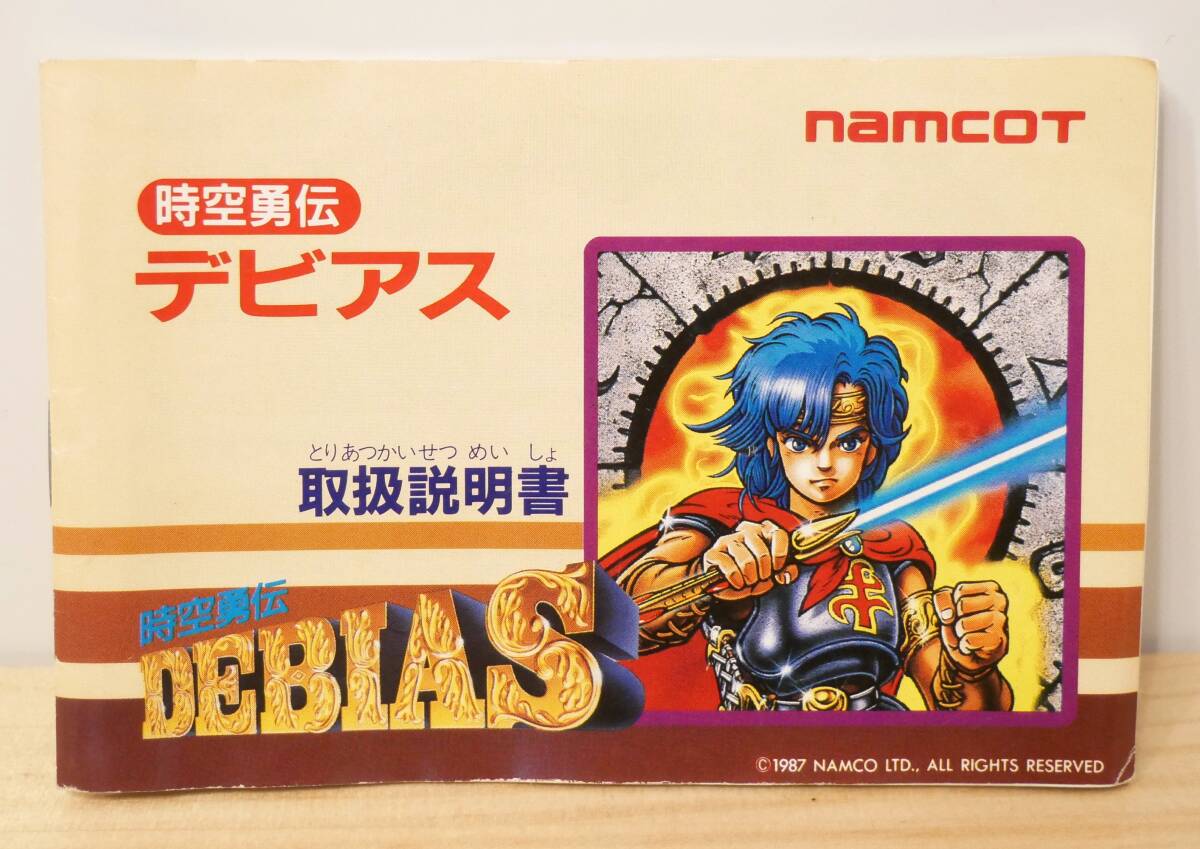 namcot
時空勇伝
デビアス
とりあつかいせつ めい しょ
取扱説明書
時空勇伝
DEBIAS
©1987 NAMCO LTD., ALL RIGHTS RESERVED